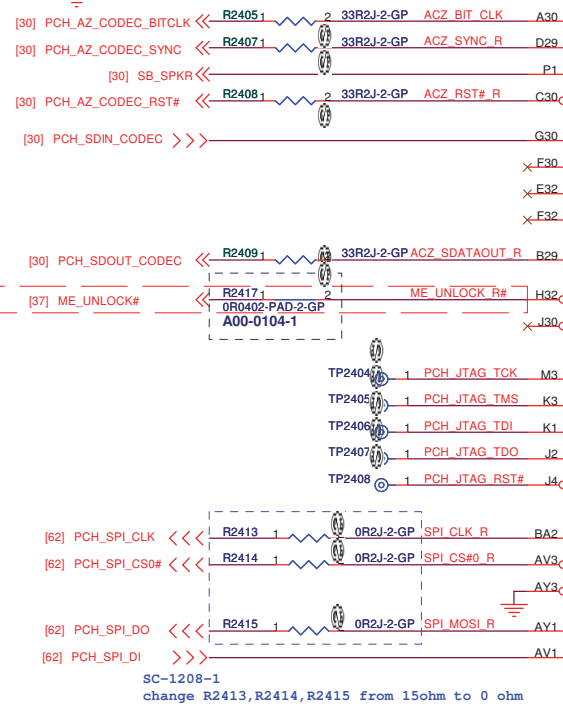 [30] PCH_AZ_CODEC_BITCLK R2405 1 2 33R2J-2-GP ACZ_BIT_CLK A30
[30] PCH_AZ_CODEC_SYNC R2407 1 2 33R2J-2-GP ACZ_SYNC_R D29
[30] SB_SPKR P1
[30] PCH_AZ_CODEC_RST# R2408 1 2 33R2J-2-GP ACZ_RST#_R C30
[30] PCH_SDIN_CODEC G30
F30
E32
F32
[30] PCH_SDOUT_CODEC R2409 1 33R2J-2-GP ACZ_SDATAOUT_R B29
[37] ME_UNLOCK# R2417 1 2 ME_UNLOCK_R# H32
0R0402-PAD-2-GP
A00-0104-1 J30
TP2404 1 PCH_JTAG_TCK M3
TP2405 1 PCH_JTAG_TMS K3
TP2406 1 PCH_JTAG_TDI K1
TP2407 1 PCH_JTAG_TDO J2
TP2408 1 PCH_JTAG_RST# J4
[62] PCH_SPI_CLK R2413 1 0R2J-2-GP SPI_CLK_R BA2
[62] PCH_SPI_CS0# R2414 1 0R2J-2-GP SPI_CS#0_R AV3
AY3
[62] PCH_SPI_DO R2415 1 0R2J-2-GP SPI_MOSI_R AY1
[62] PCH_SPI_DI AV1
SC-1208-1
change R2413,R2414,R2415 from 15ohm to 0 ohm